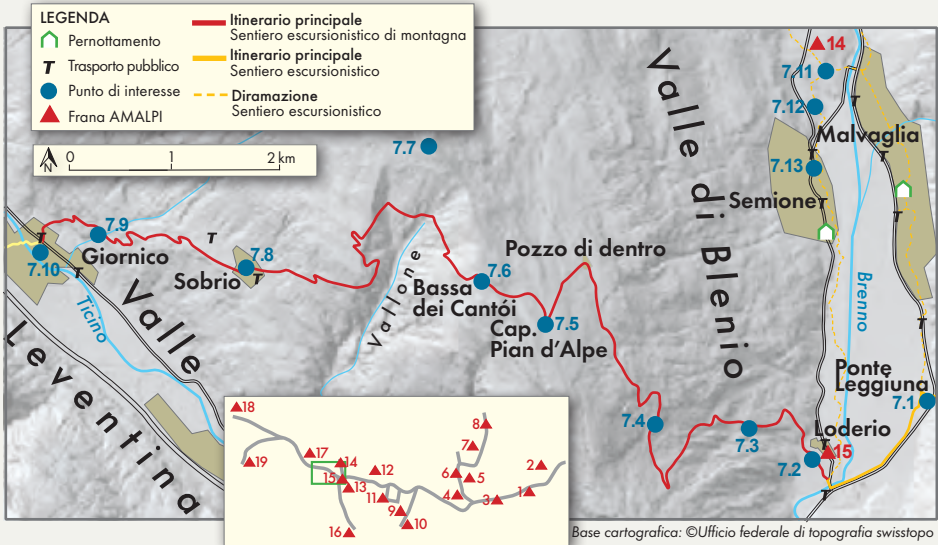 LEGENDA
Pernottamento
T Trasporto pubblico
Punto di interesse
Frana AMALPI
Itinerario principale
Sentiero escursionistico di montagna
Itinerario principale
Sentiero escursionistico
Diramazione
Sentiero escursionistico
N
0 1 2 km
14
7.11
7.12
Malvaglia
7.13
Semione
7.7
Valle di Blenio
7.9
Giornico
7.10
7.8
Sobrio
Valle
Leventina
Ticino
Vallone
7.6
Bassa
dei Cantói
Pozzo di dentro
7.5
Cap.
Pian d'Alpe
Brenno
Ponte
Leggiuna
7.1
7.4
7.3
Loderio
15
7.2
T
T
T
T
T
T
T
T
T
T
T
T
18
19
17
14
15
13
12
11
16
9
10
8
7
6
5
4
3
2
1
Base cartografica: ©Ufficio federale di topografia swisstopo